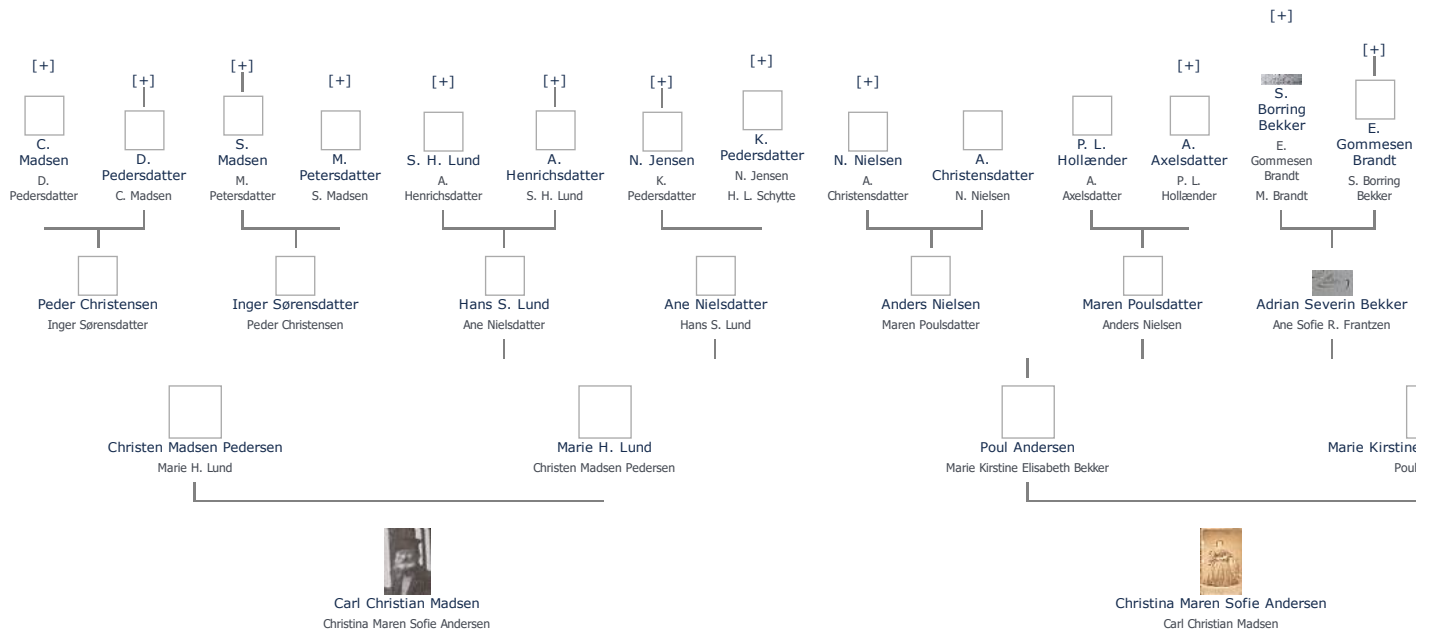 [+]
[+]
[+]
[+]
[+]
[+]
[+]
[+]
[+]
[+]
[+]
[+]
C.
Madsen
D.
Pedersdatter
D.
Pedersdatter
C. Madsen
S.
Madsen
M.
Petersdatter
M.
Petersdatter
S. Madsen
S. H. Lund
A.
Henrichsdatter
A.
Henrichsdatter
S. H. Lund
N. Jensen
K.
Pedersdatter
K.
Pedersdatter
N. Jensen
H. L. Schytte
N. Nielsen
A.
Christensdatter
A.
Christensdatter
N. Nielsen
P. L.
Hollænder
A.
Axelsdatter
A.
Axelsdatter
P. L.
Hollænder
S.
Borring
Bekker
E.
Gommesen
Brandt
M. Brandt
E.
Gommesen
Brandt
S. Borring
Bekker
Peder Christensen
Inger Sørensdatter
Inger Sørensdatter
Peder Christensen
Hans S. Lund
Ane Nielsdatter
Ane Nielsdatter
Hans S. Lund
Anders Nielsen
Maren Poulsdatter
Maren Poulsdatter
Anders Nielsen
Adrian Severin Bekker
Ane Sofie R. Frantzen
Christen Madsen Pedersen
Marie H. Lund
Marie H. Lund
Christen Madsen Pedersen
Poul Andersen
Marie Kirstine Elisabeth Bekker
Marie Kirstine
Poul
Carl Christian Madsen
Christina Maren Sofie Andersen
Christina Maren Sofie Andersen
Carl Christian Madsen